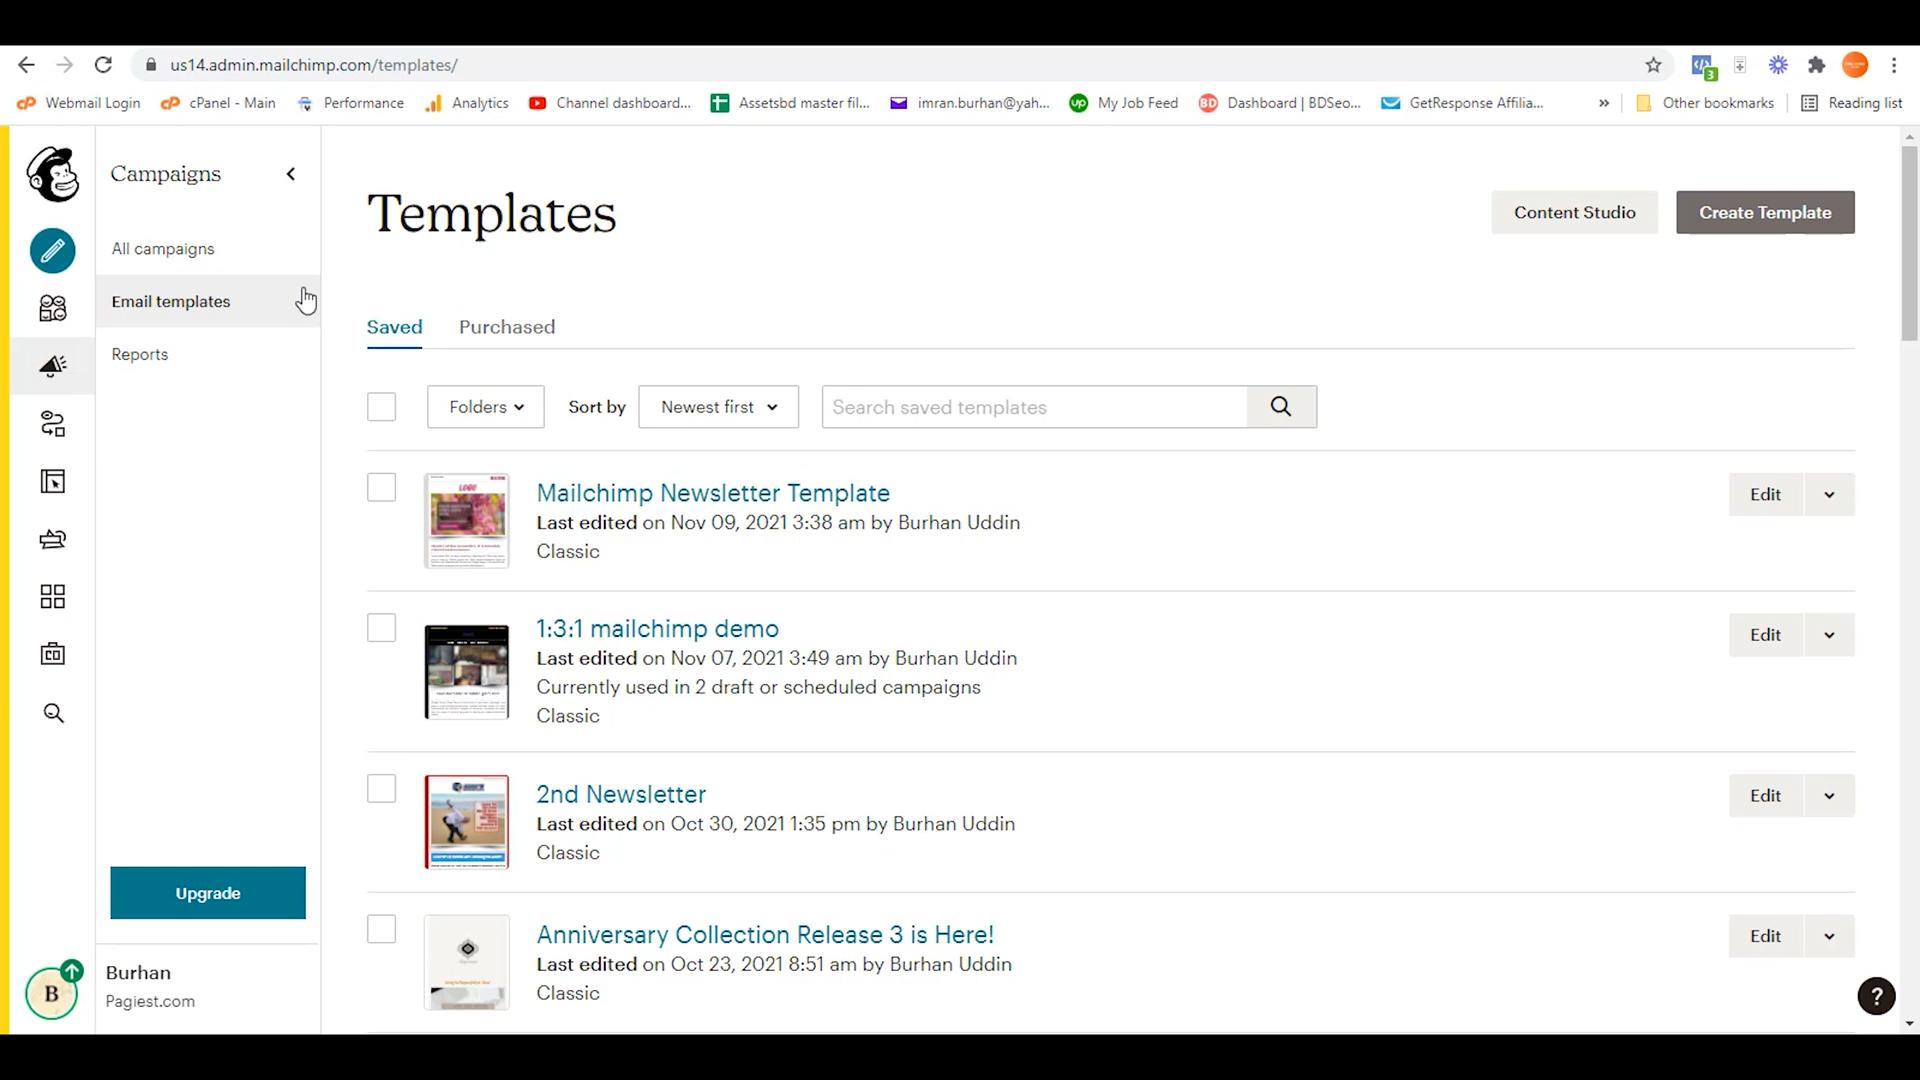 us14.admin.mailchimp.com/templates/
3
Webmail Login
cPanel - Main
Performance
Analytics
Channel dashboard...
Assetsbd master fil...
imran.burhan@yah...
up
My Job Feed
BD
Dashboard | BDSeo...
GetResponse Affilia...
»
Other bookmarks
Reading list
Campaigns
All campaigns
Email templates
Reports
Upgrade
B
Burhan
Pagiest.com
Templates
Content Studio
Create Template
Saved
Purchased
Folders
Sort by
Newest first
Search saved templates
LOGO
Mailchimp Newsletter Template
Last edited on Nov 09, 2021 3:38 am by Burhan Uddin
Classic
Edit
1:3:1 mailchimp demo
Last edited on Nov 07, 2021 3:49 am by Burhan Uddin
Currently used in 2 draft or scheduled campaigns
Classic
Edit
2nd Newsletter
Last edited on Oct 30, 2021 1:35 pm by Burhan Uddin
Classic
Edit
Anniversary Collection Release 3 is Here!
Last edited on Oct 23, 2021 8:51 am by Burhan Uddin
Classic
Edit
?